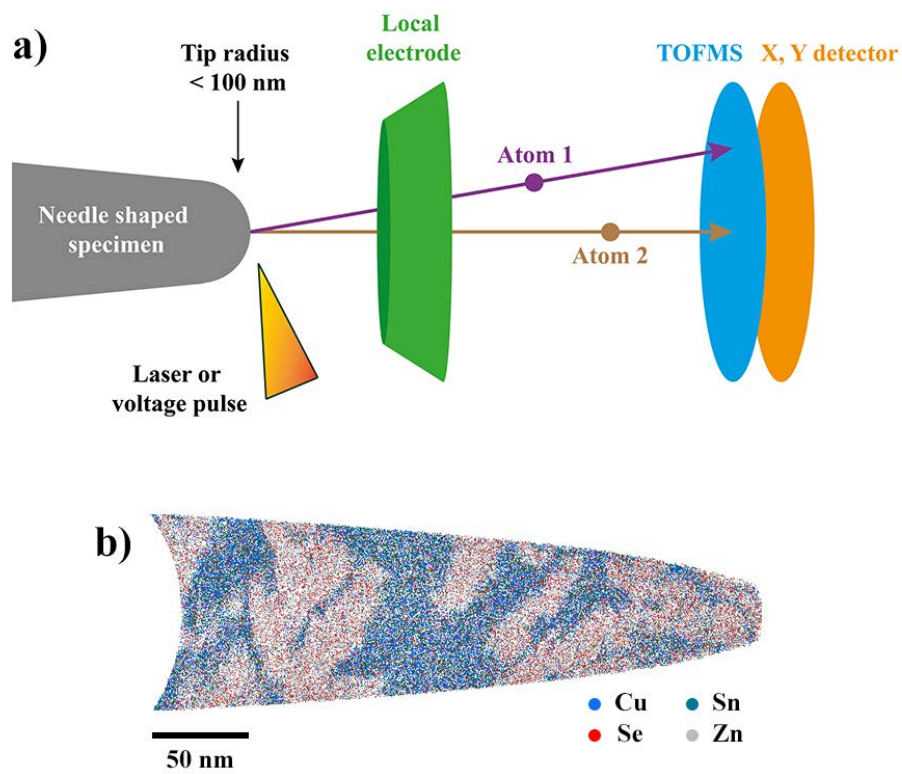 a)
Tip radius
< 100 nm
Local
electrode
TOFMS
X, Y detector
Needle shaped
specimen
Atom 1
Atom 2
Laser or
voltage pulse
b)
50 nm
Cu
Sn
Se
Zn